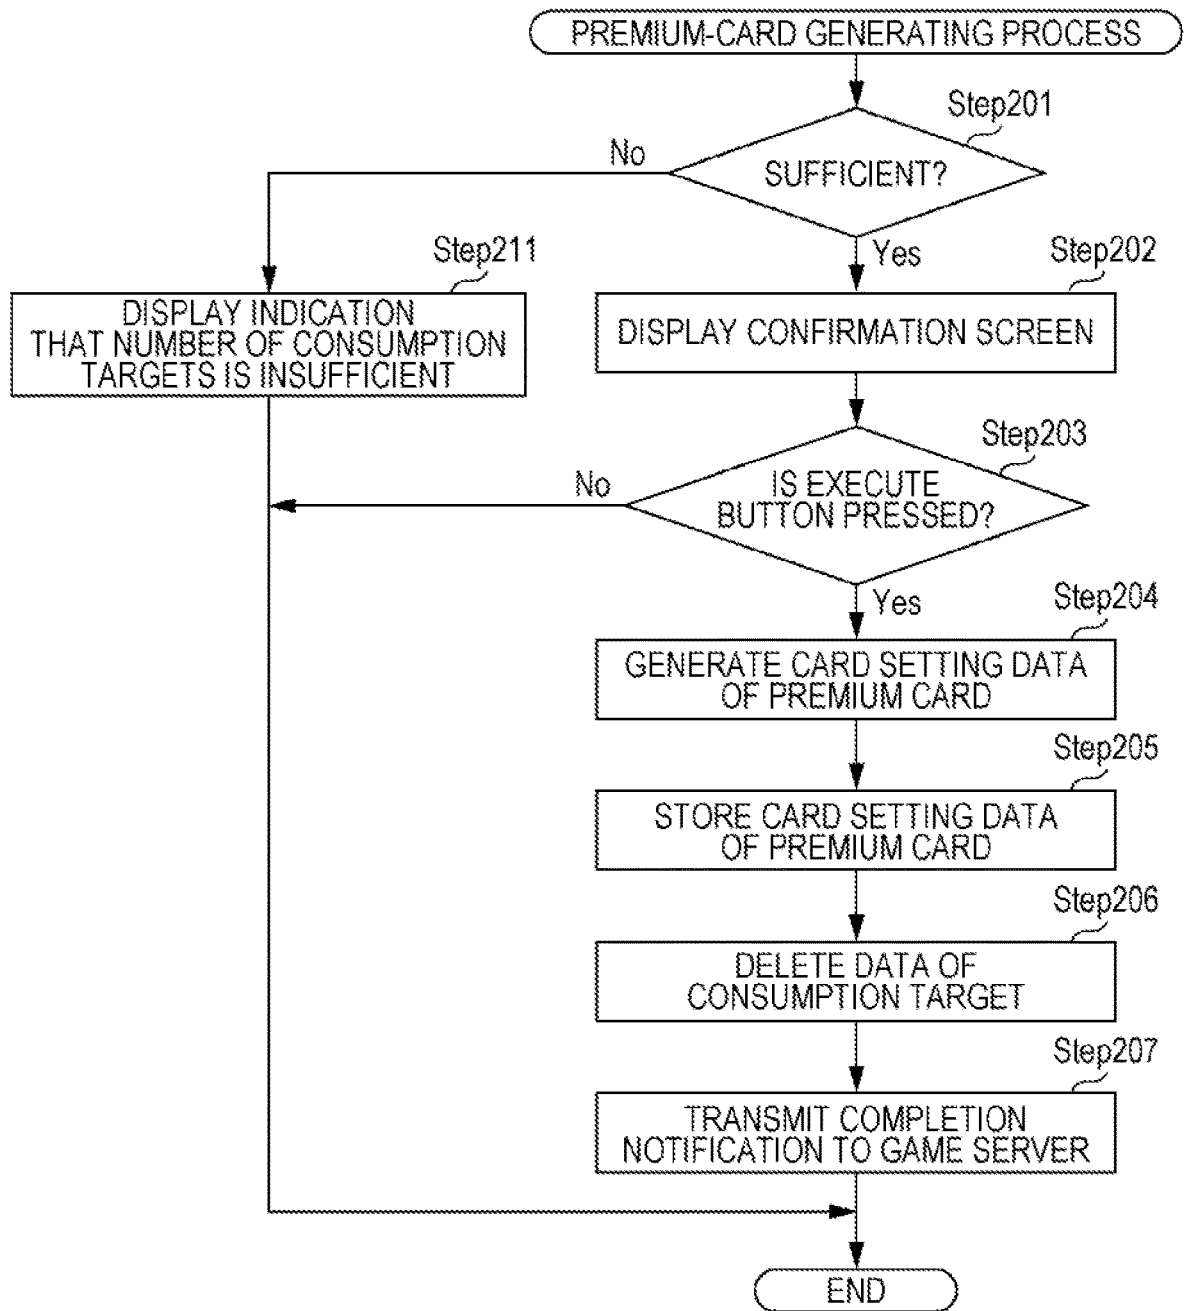 PREMIUM-CARD GENERATING PROCESS
Step201
No
SUFFICIENT?
Yes
Step211
DISPLAY INDICATION
THAT NUMBER OF CONSUMPTION
TARGETS IS INSUFFICIENT
Step202
DISPLAY CONFIRMATION SCREEN
Step203
No
IS EXECUTE
BUTTON PRESSED?
Yes
Step204
GENERATE CARD SETTING DATA
OF PREMIUM CARD
Step205
STORE CARD SETTING DATA
OF PREMIUM CARD
Step206
DELETE DATA OF
CONSUMPTION TARGET
Step207
TRANSMIT COMPLETION
NOTIFICATION TO GAME SERVER
END